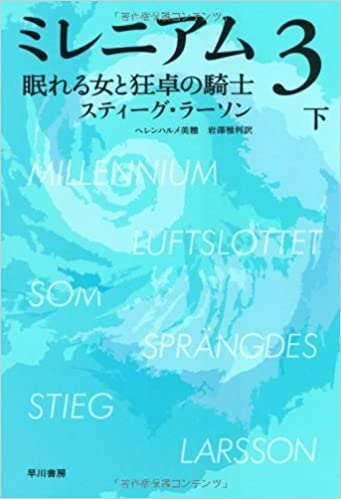 "著作権保護コンテンツ"
ミレニアム3
眠れる女と狂卓の騎士
下
スティーグ・ラーソン
ヘレンハルメ美穂 岩澤雅利訳
MILLENNIUM
LUFTSLOTTET
SOM
SPRÄNGDES
STIEG
LARSSON
早川書房
"著作権保護コンテンツ"